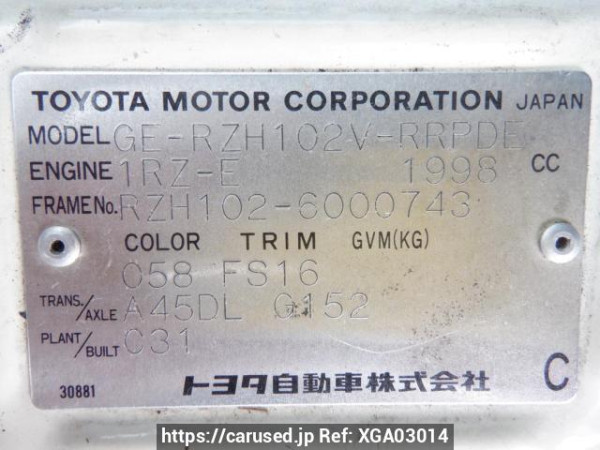 TOYOTA MOTOR CORPORATION JAPAN
MODEL GE-RZH102V-RRPDE
ENGINE 1RZ-E 1998 CC
FRAME No. RZH102-6000743
COLOR TRIM GVM(KG)
058 FS16
TRANS./AXLE A45DL G152
PLANT/BUILT C31
30881 トヨタ自動車株式会社 C
https://carused.jp Ref: XGA03014